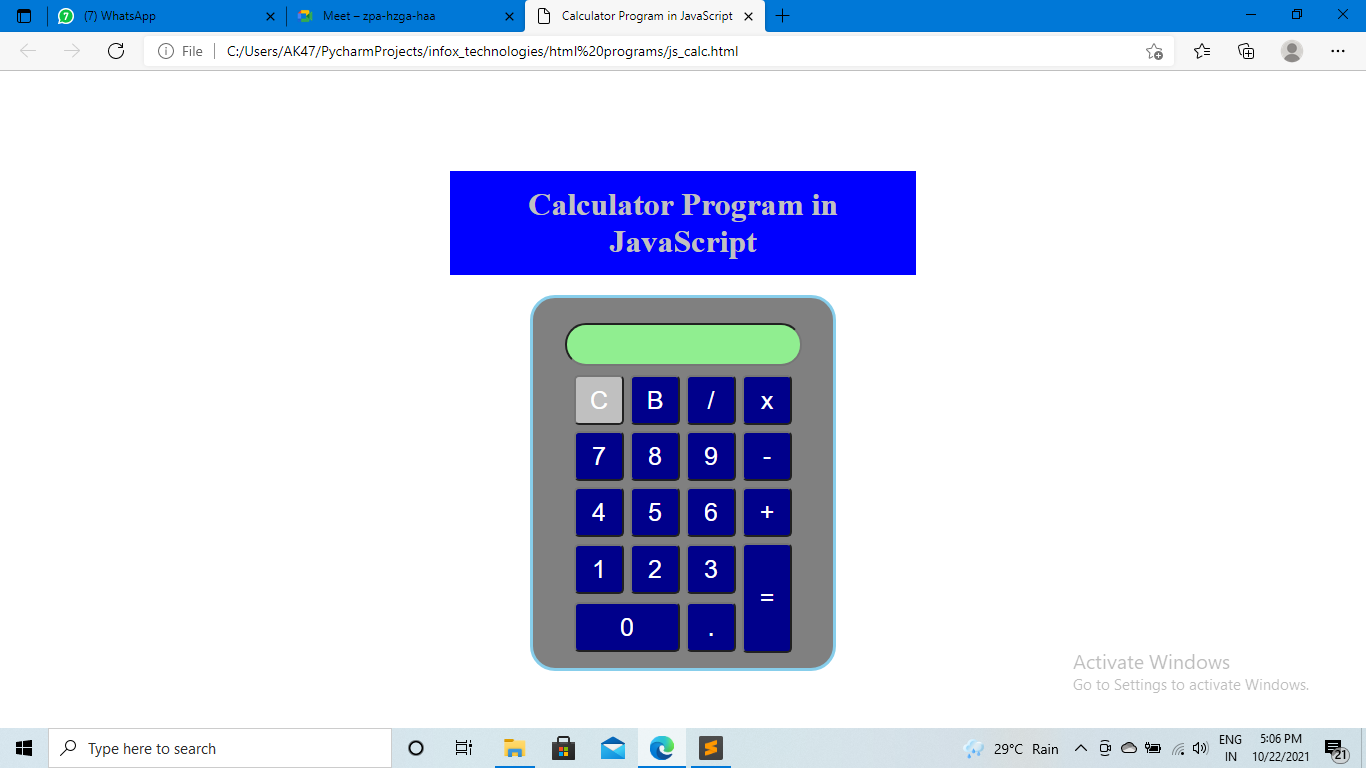 (7) WhatsApp
Meet – zpa-hzga-haa
Calculator Program in JavaScript
File
C:/Users/AK47/PycharmProjects/infox_technologies/html%20programs/js_calc.html
Calculator Program in
JavaScript
C B / x
7 8 9 -
4 5 6 +
1 2 3
=
0 .
Activate Windows
Go to Settings to activate Windows.
Type here to search
29°C Rain
ENG
IN
5:06 PM
10/22/2021
21